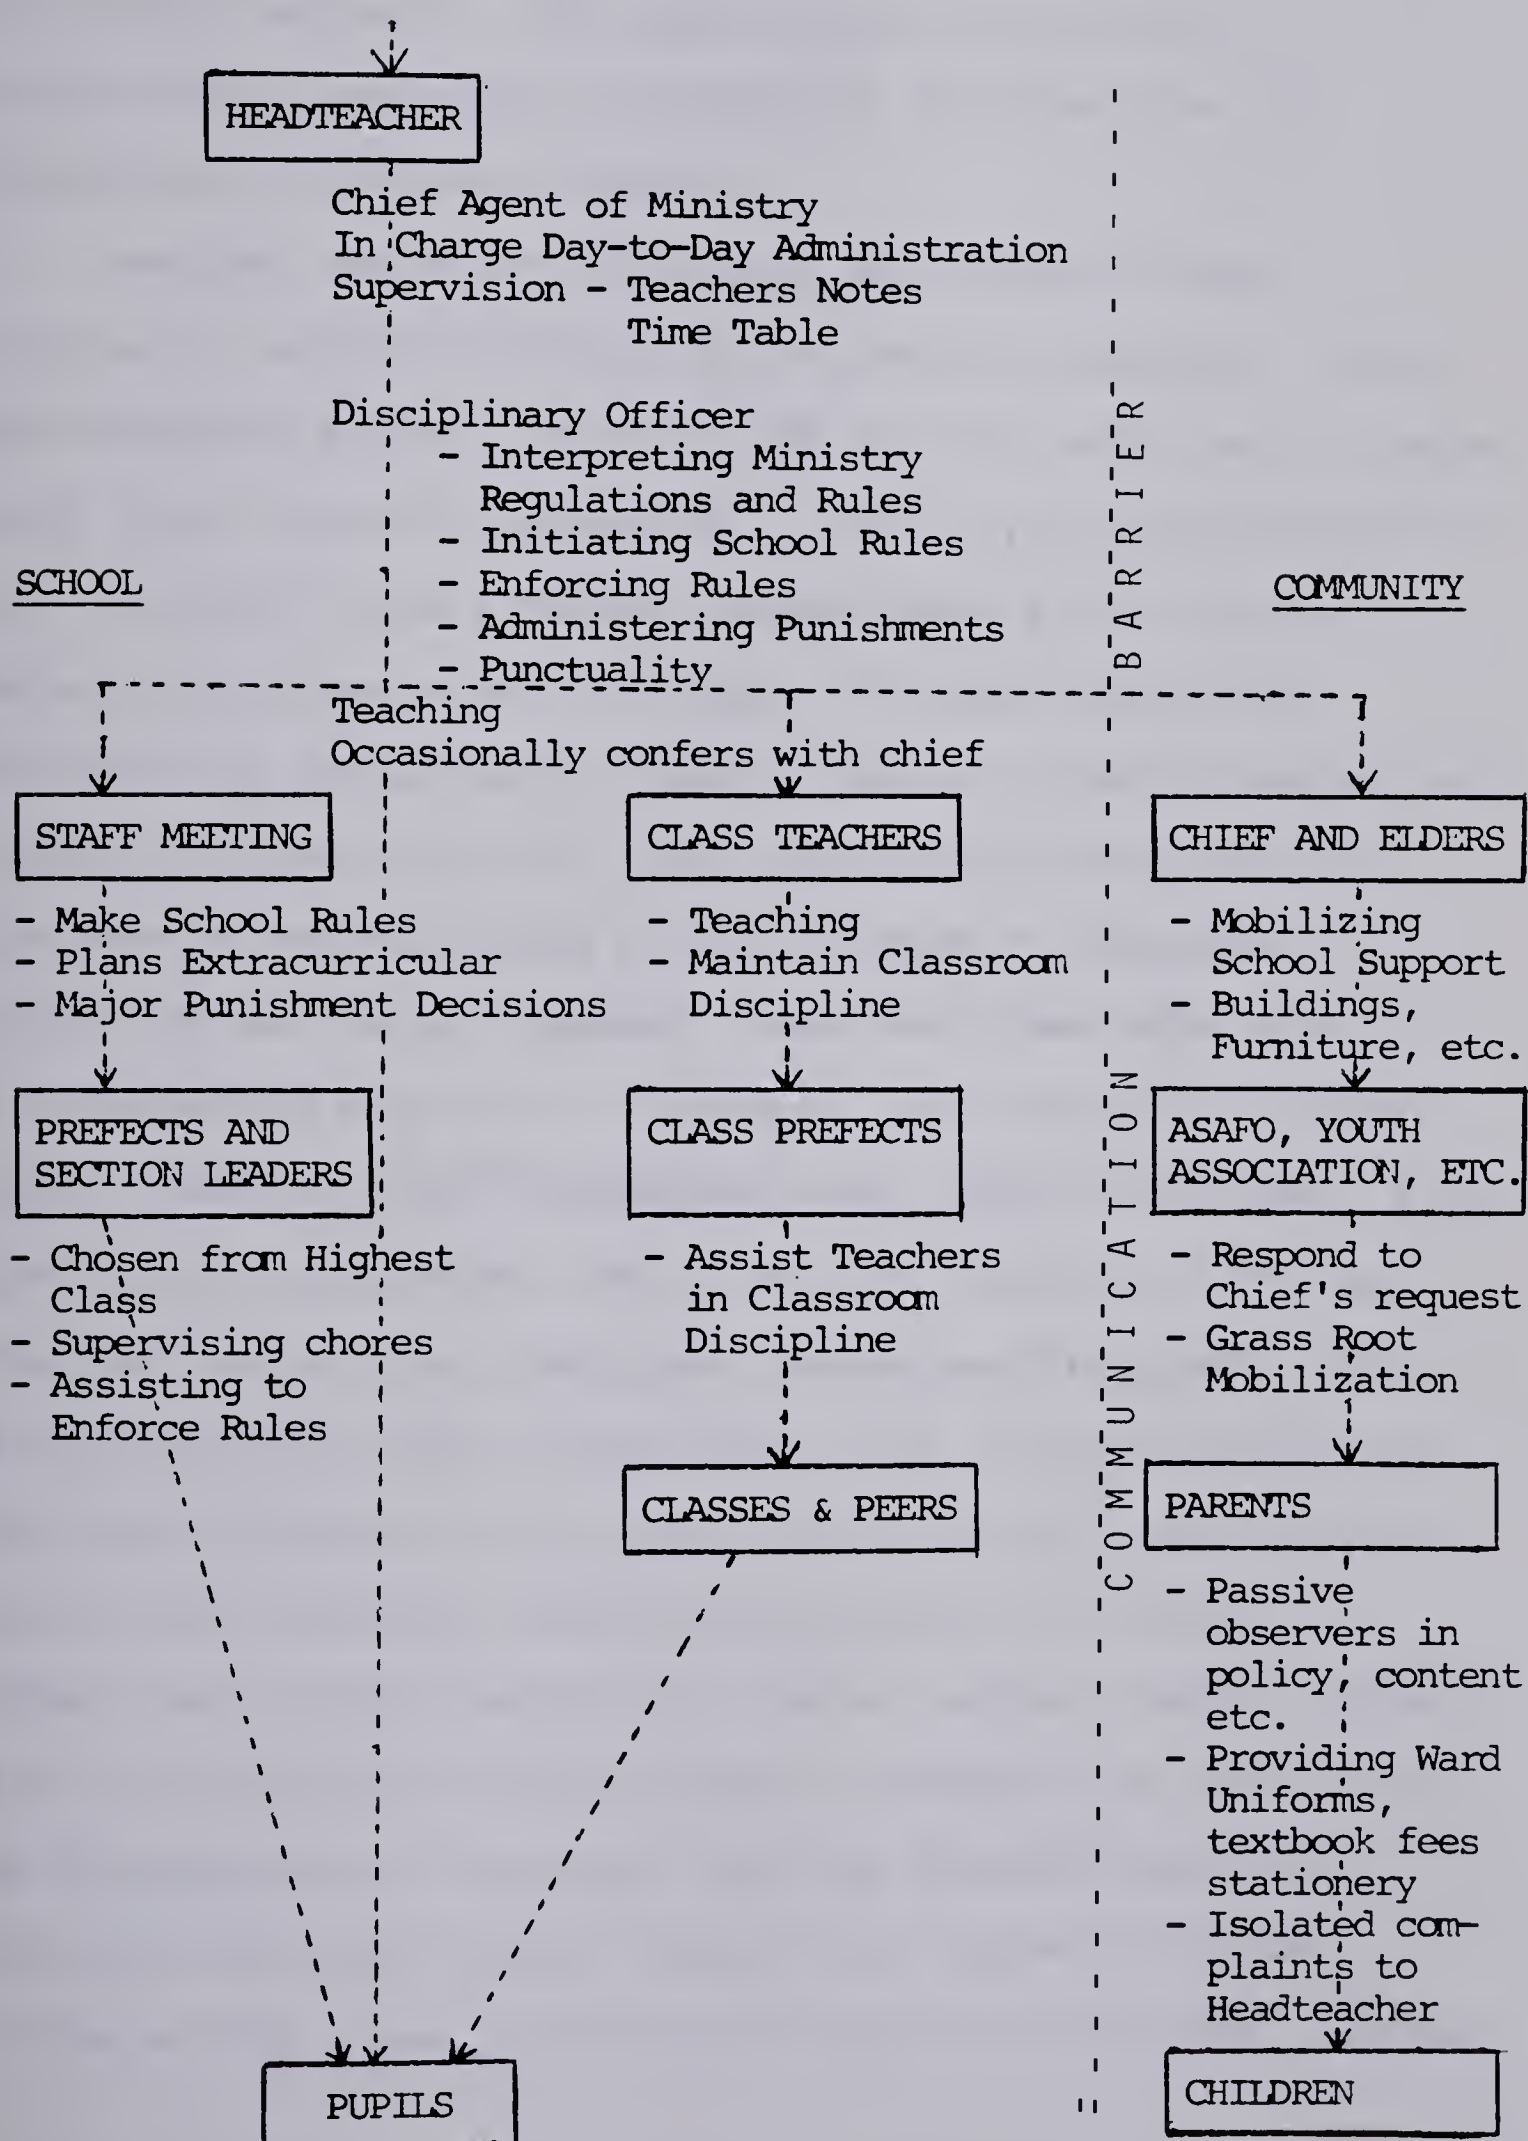 HEADTEACHER
Chief Agent of Ministry
In Charge Day-to-Day Administration
Supervision - Teachers Notes
Time Table
Disciplinary Officer
- Interpreting Ministry
Regulations and Rules
- Initiating School Rules
- Enforcing Rules
- Administering Punishments
- Punctuality
Teaching
Occasionally confers with chief
SCHOOL
COMMUNITY
COMMUNICATION BARRIER
STAFF MEETING
- Make School Rules
- Plans Extracurricular
- Major Punishment Decisions
PREFECTS AND
SECTION LEADERS
- Chosen from Highest
Class
- Supervising chores
- Assisting to
Enforce Rules
CLASS TEACHERS
- Teaching
- Maintain Classroom
Discipline
CLASS PREFECTS
- Assist Teachers
in Classroom
Discipline
CLASSES & PEERS
PUPILS
CHIEF AND ELDERS
- Mobilizing
School Support
- Buildings,
Furniture, etc.
ASAFO, YOUTH
ASSOCIATION, ETC.
- Respond to
Chief's request
- Grass Root
Mobilization
PARENTS
- Passive
observers in
policy, content
etc.
- Providing Ward
Uniforms,
textbook fees
stationery
- Isolated com-
plaints to
Headteacher
CHILDREN